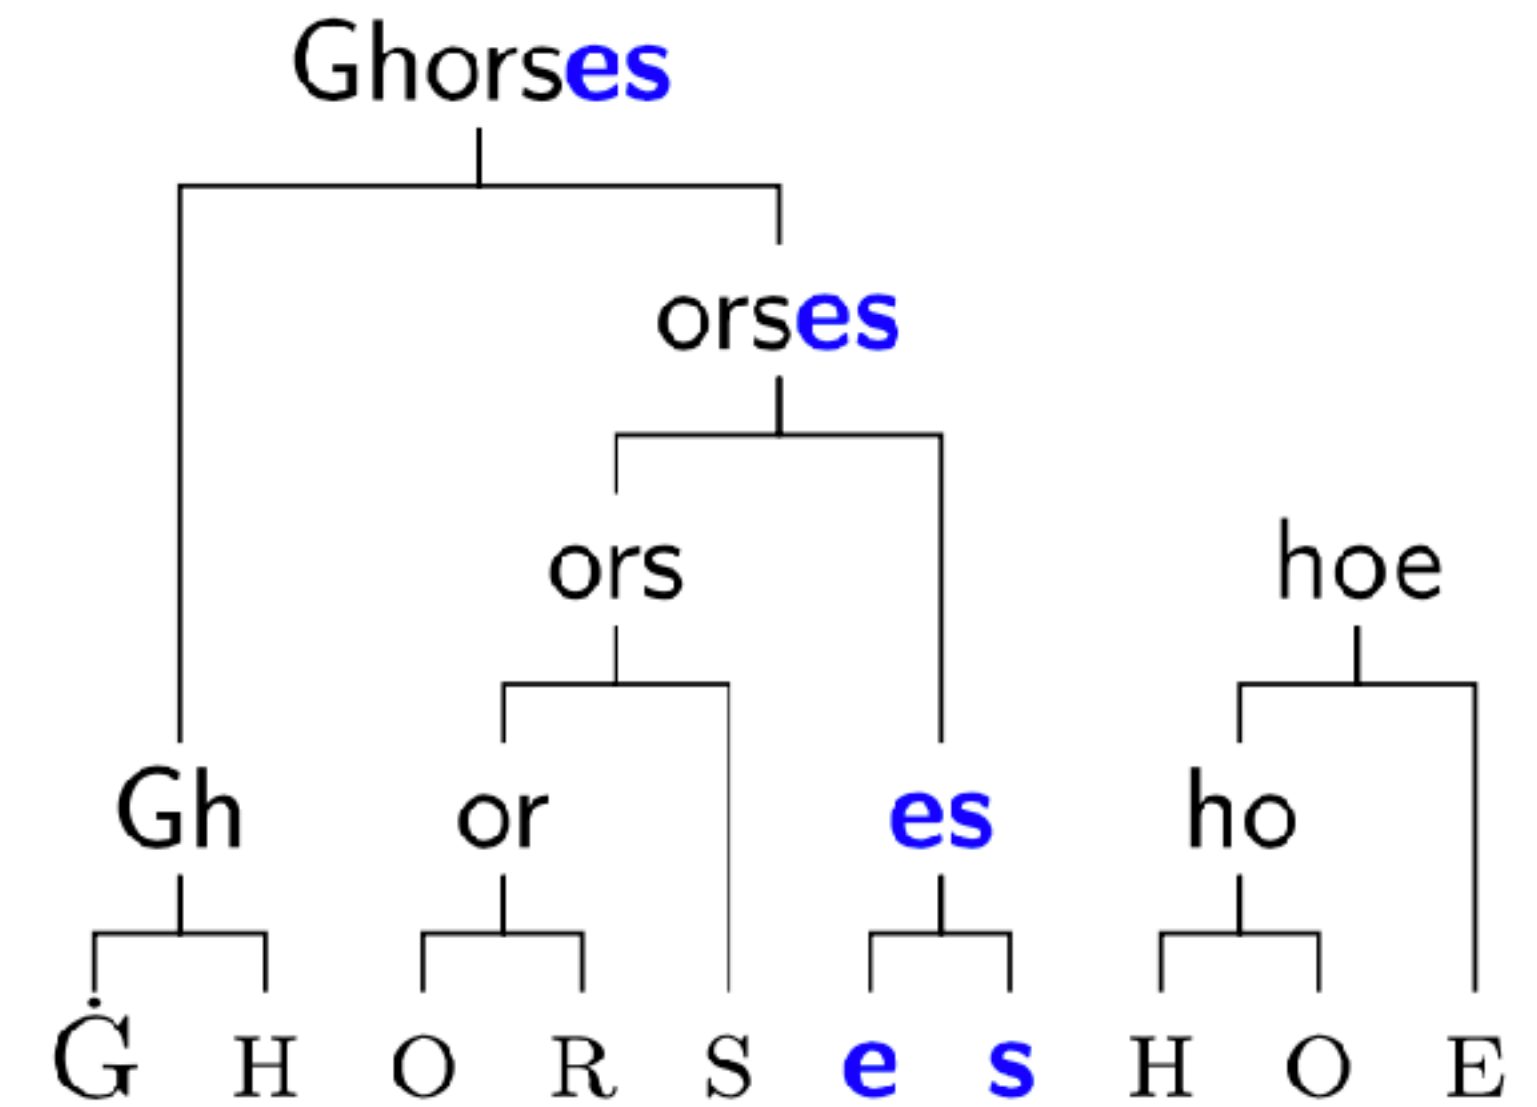 Ghorses
orses
ors hoe
Gh or es ho
Ġ H O R S e s H O E